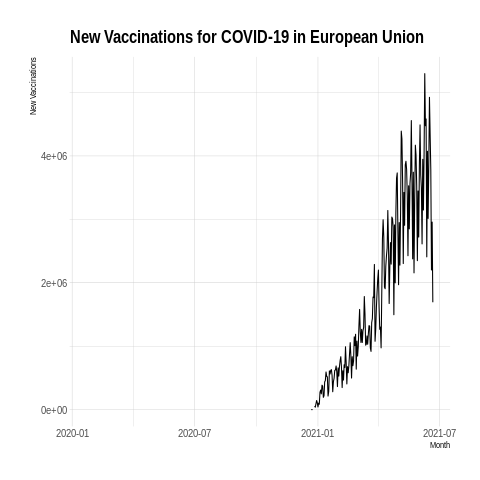 New Vaccinations for COVID-19 in European Union
New Vaccinations
4e+06
2e+06
0e+00
2020-01
2020-07
2021-01
2021-07
Month